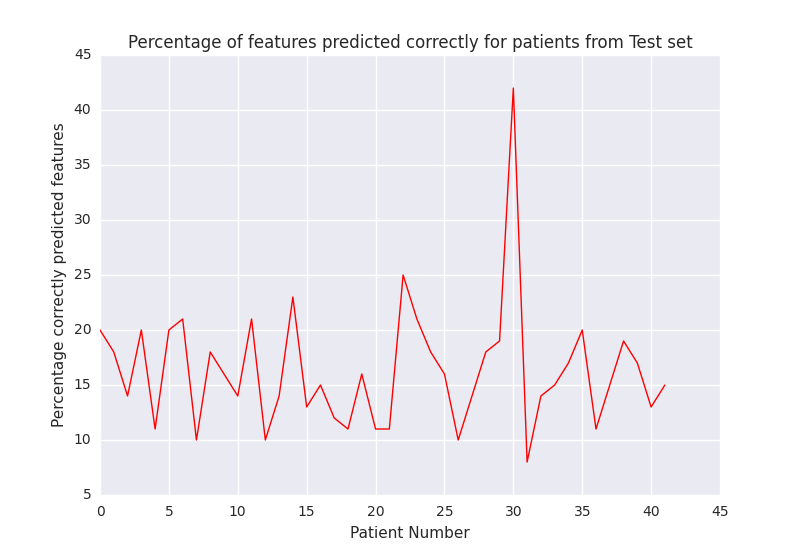 Percentage of features predicted correctly for patients from Test set
45
40
35
30
25
20
15
10
5
Percentage correctly predicted features
0 5 10 15 20 25 30 35 40 45
Patient Number